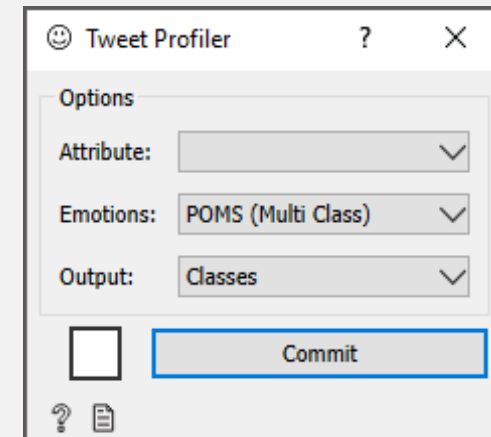 Tweet Profiler ?
Options
Attribute:
Emotions: POMS (Multi Class)
Output: Classes
Commit
?